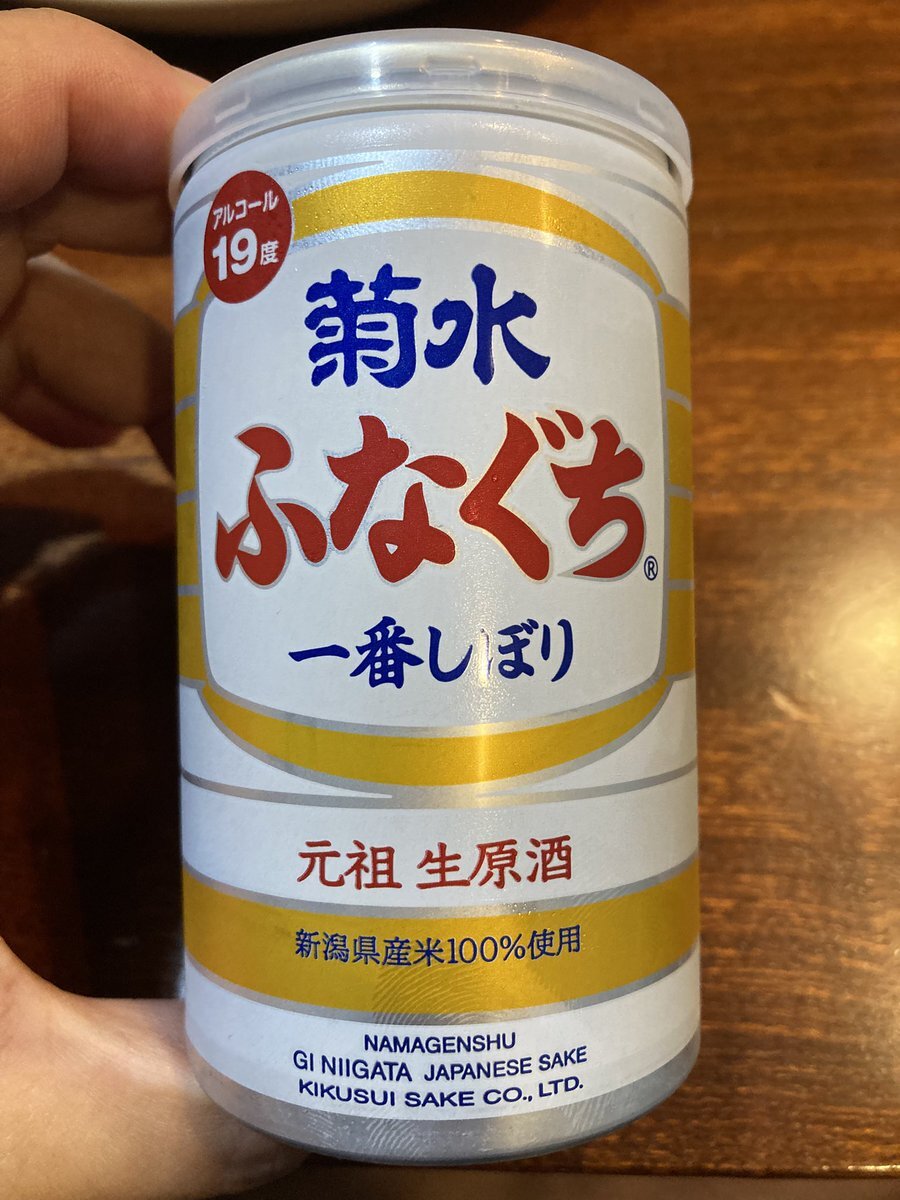 アルコール
19度
菊水
ふなぐち®
一番しぼり
元祖 生原酒
新潟県産米100%使用
NAMAGENSHU
GI NIIGATA JAPANESE SAKE
KIKUSUI SAKE CO., LTD.